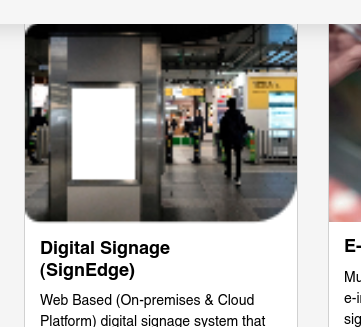 Digital Signage
(SignEdge)
Web Based (On-premises & Cloud
Platform) digital signage system that
E-
Mu
e-i
sig